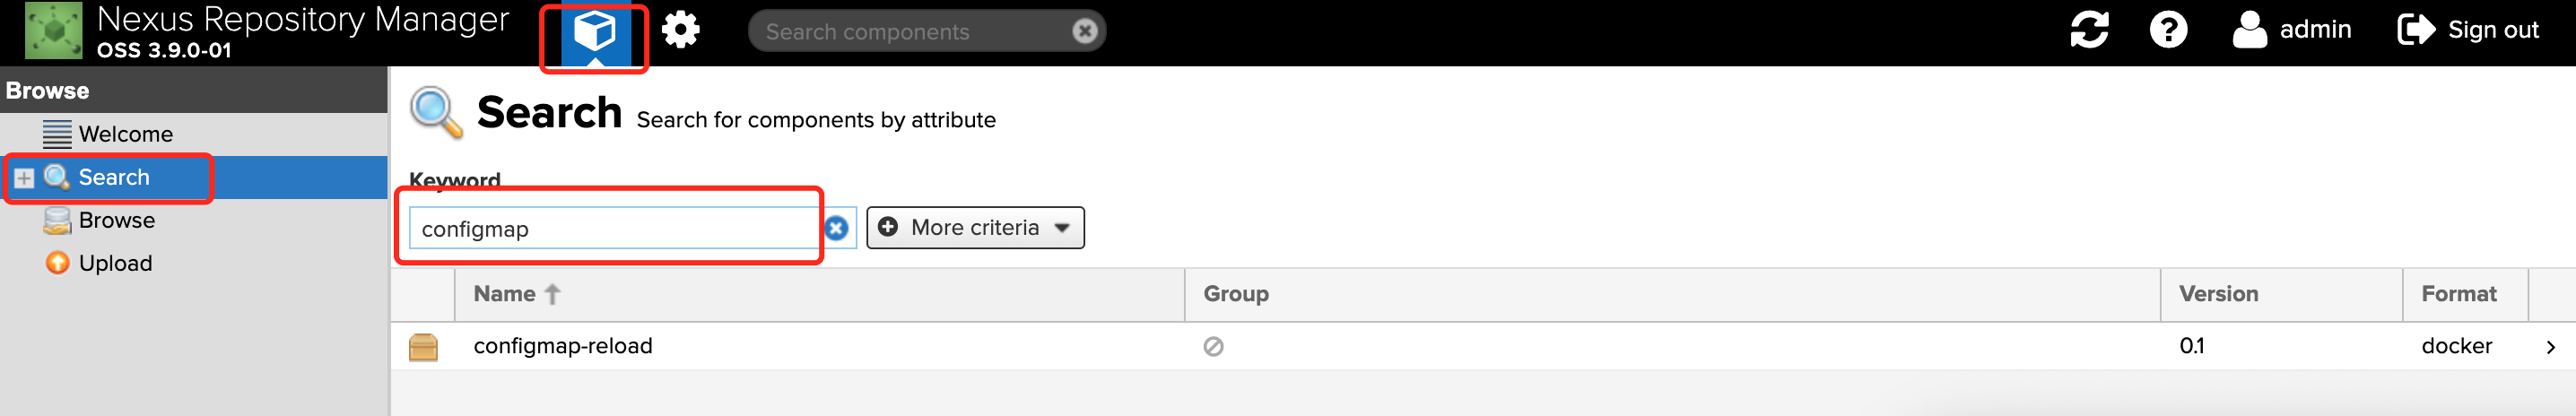 Nexus Repository Manager
OSS 3.9.0-01
Search components
admin
Sign out
Browse
Welcome
Search
Browse
Upload
Search Search for components by attribute
Keyword
configmap
More criteria
Name Group Version Format
configmap-reload 0.1 docker